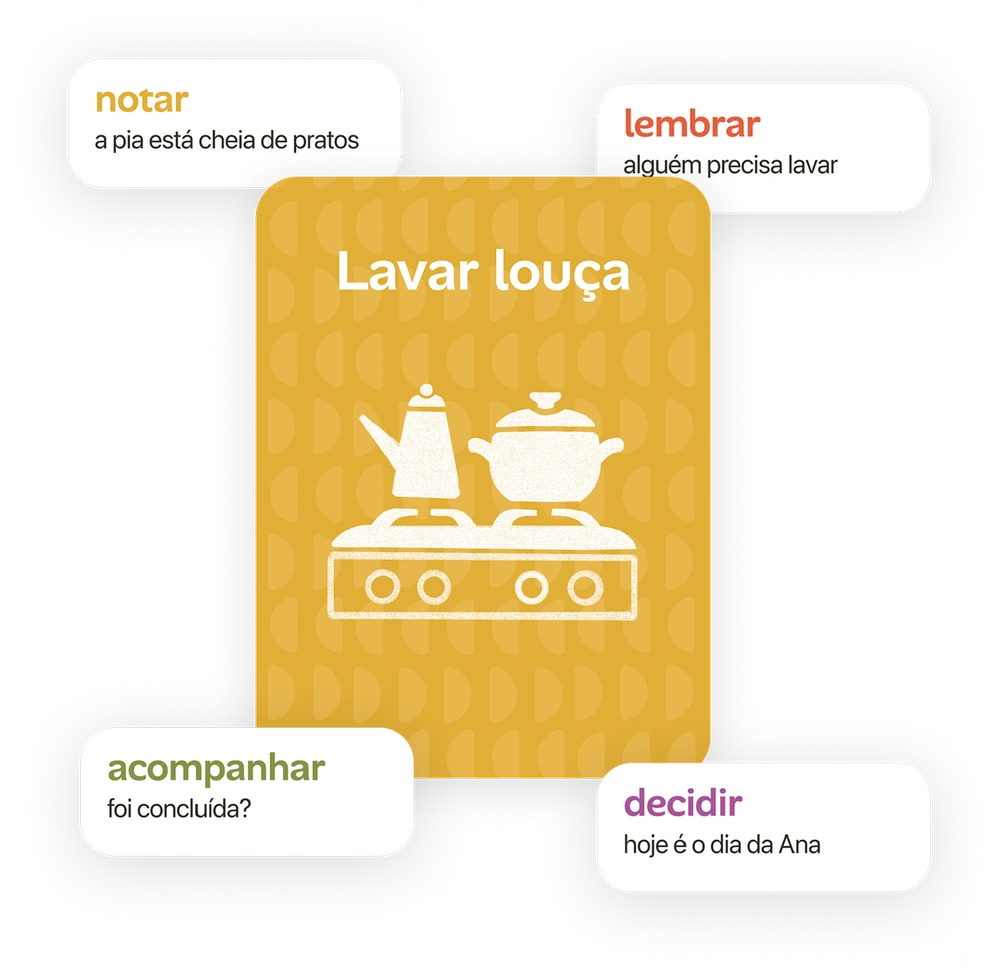 notar
a pia está cheia de pratos
lembrar
alguém precisa lavar
Lavar louça
acompanhar
foi concluída?
decidir
hoje é o dia da Ana